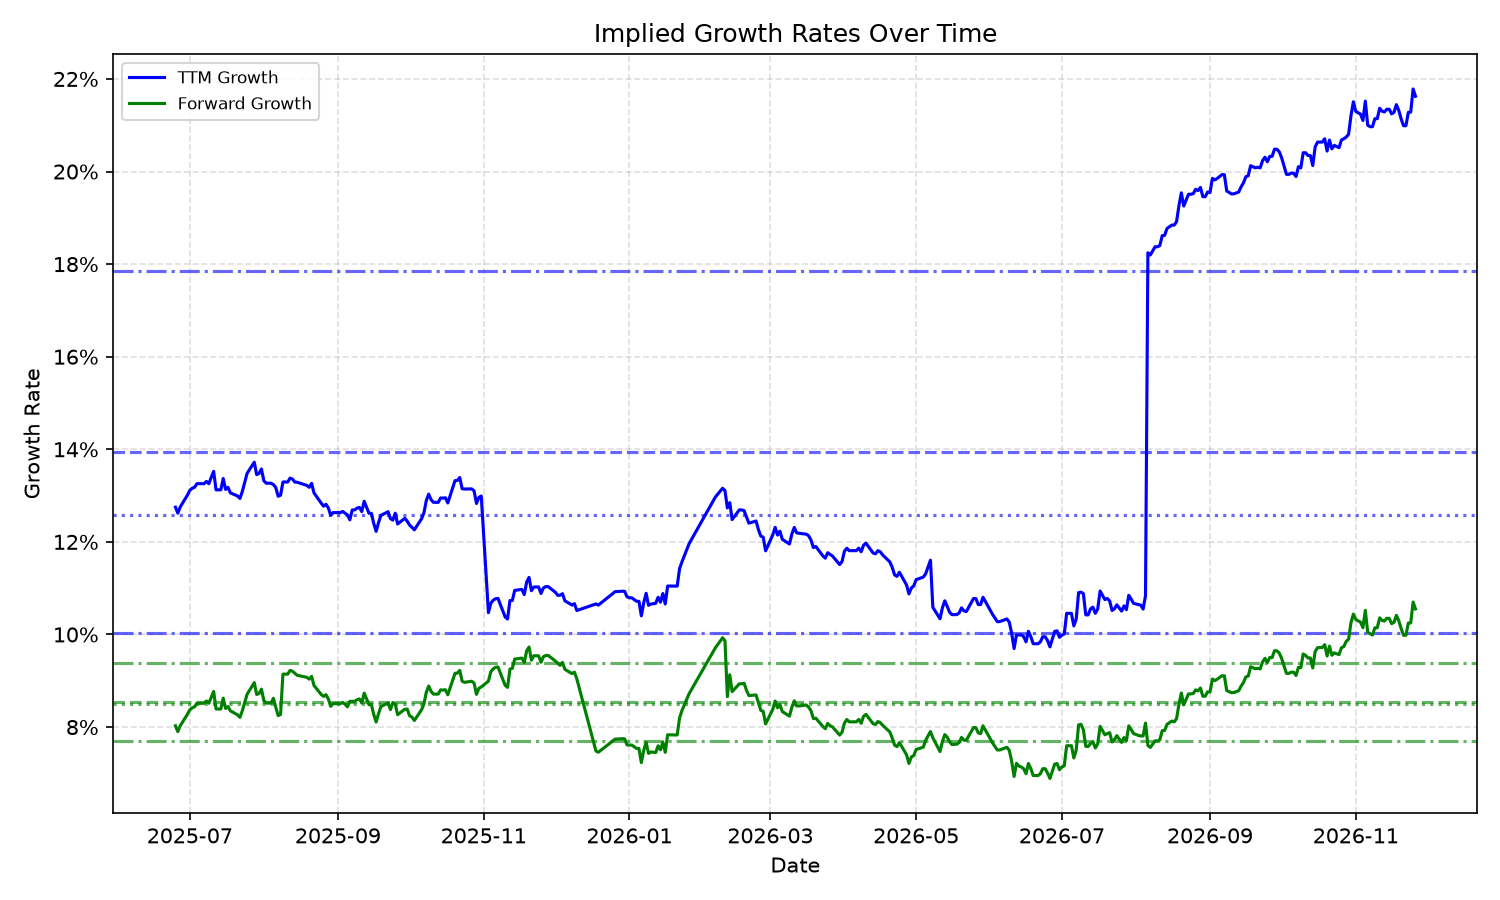 Implied Growth Rates Over Time
TTM Growth
Forward Growth
22%
20%
18%
16%
14%
12%
10%
8%
Growth Rate
2025-07 2025-09 2025-11 2026-01 2026-03 2026-05 2026-07 2026-09 2026-11
Date